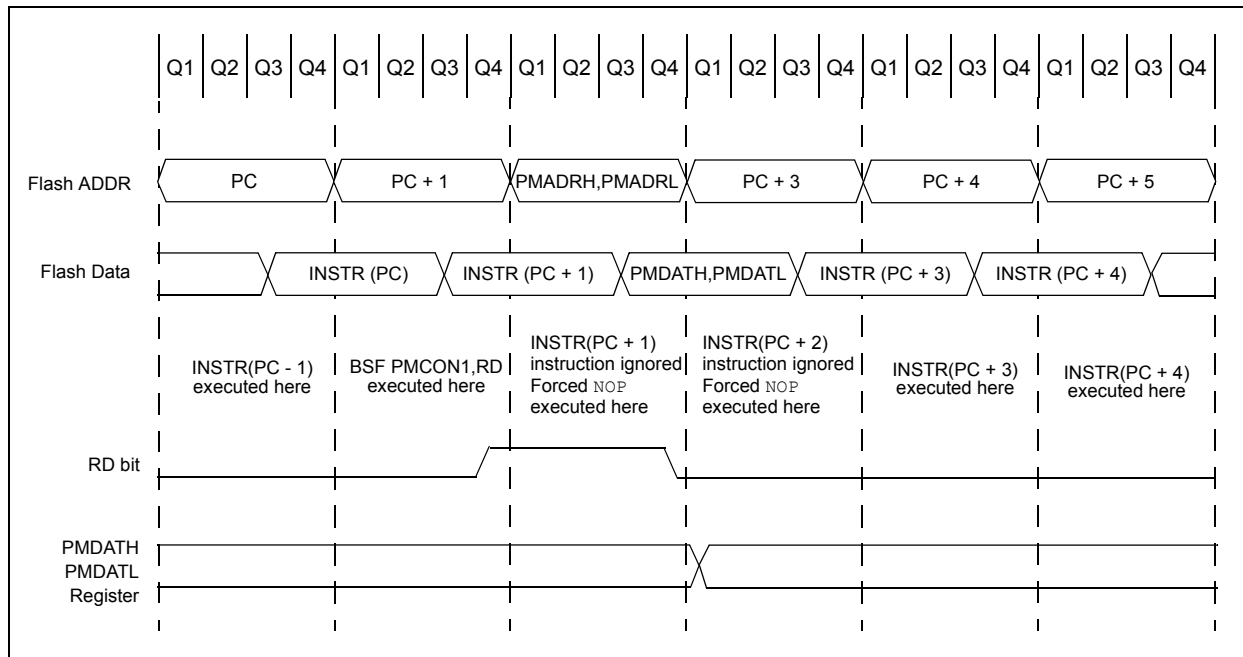 Q1 Q2 Q3 Q4 Q1 Q2 Q3 Q4 Q1 Q2 Q3 Q4 Q1 Q2 Q3 Q4 Q1 Q2 Q3 Q4 Q1 Q2 Q3 Q4
Flash ADDR PC PC + 1 PMADRH,PMADRL PC + 3 PC + 4 PC + 5
Flash Data INSTR (PC) INSTR (PC + 1) PMDATH,PMDATL INSTR (PC + 3) INSTR (PC + 4)
INSTR(PC - 1)
executed here
BSF PMCON1,RD
executed here
INSTR(PC + 1)
instruction ignored
Forced NOP
executed here
INSTR(PC + 2)
instruction ignored
Forced NOP
executed here
INSTR(PC + 3)
executed here
INSTR(PC + 4)
executed here
RD bit
PMDATH
PMDATL
Register